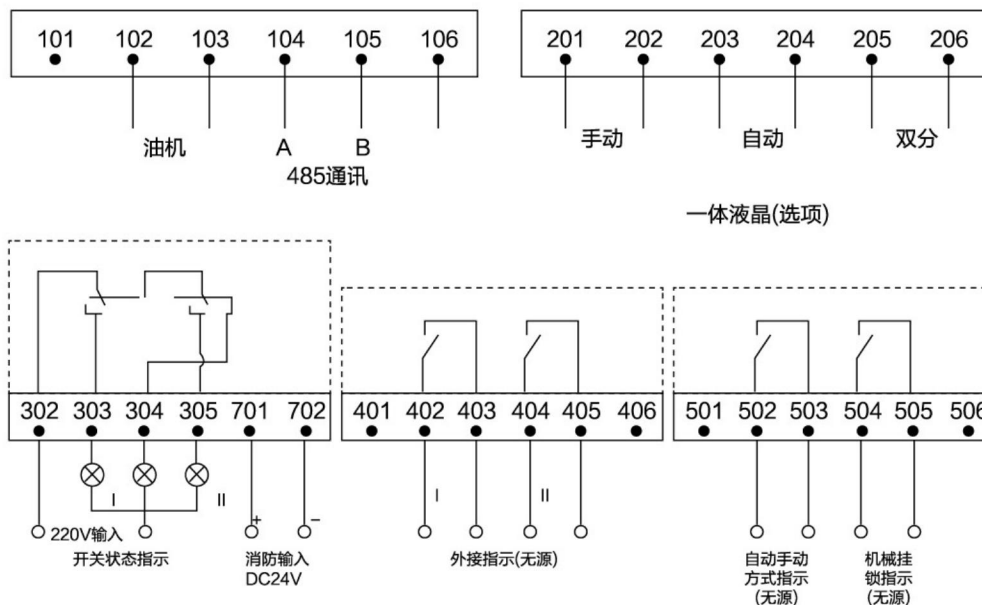 101 102 103 104 105 106
201 202 203 204 205 206
油机 A B
485通讯
手动 自动 双分
一体液晶(选项)
302 303 304 305 701 702
401 402 403 404 405 406
501 502 503 504 505 506
I II + −
220V输入
开关状态指示
消防输入
DC24V
I II
外接指示(无源)
自动手动
方式指示
(无源)
机械挂
锁指示
(无源)